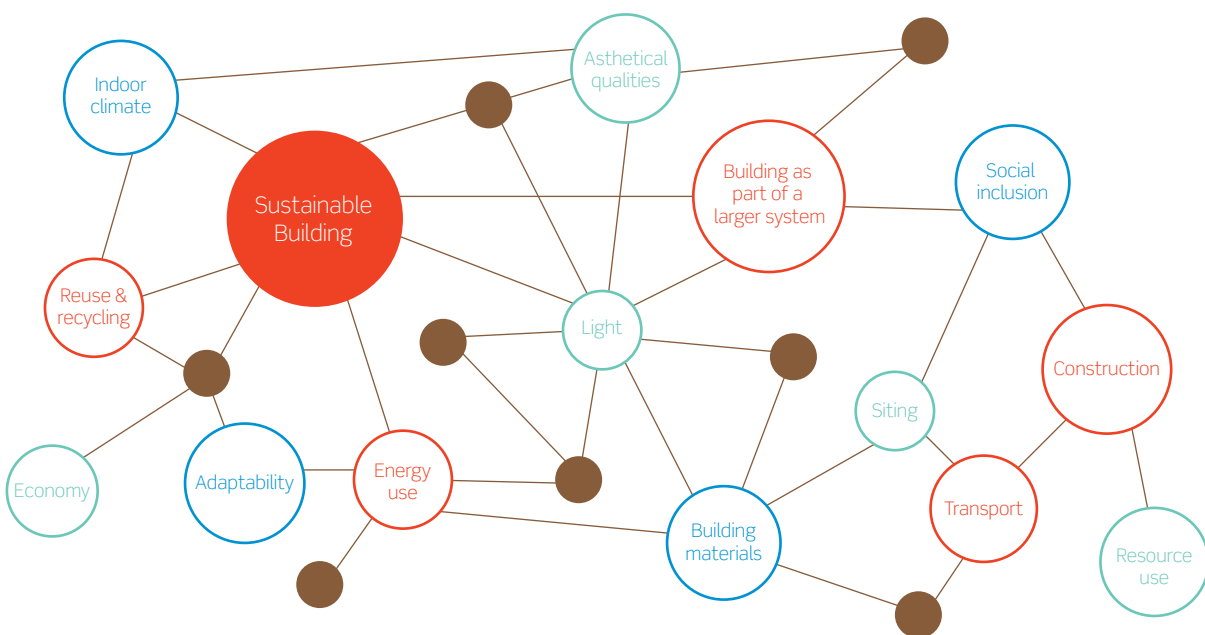 Asthetical
qualities
Indoor
climate
Building as
part of a
larger system
Social
inclusion
Sustainable
Building
Reuse &
recycling
Light
Construction
Siting
Economy
Adaptability
Energy
use
Transport
Building
materials
Resource
use